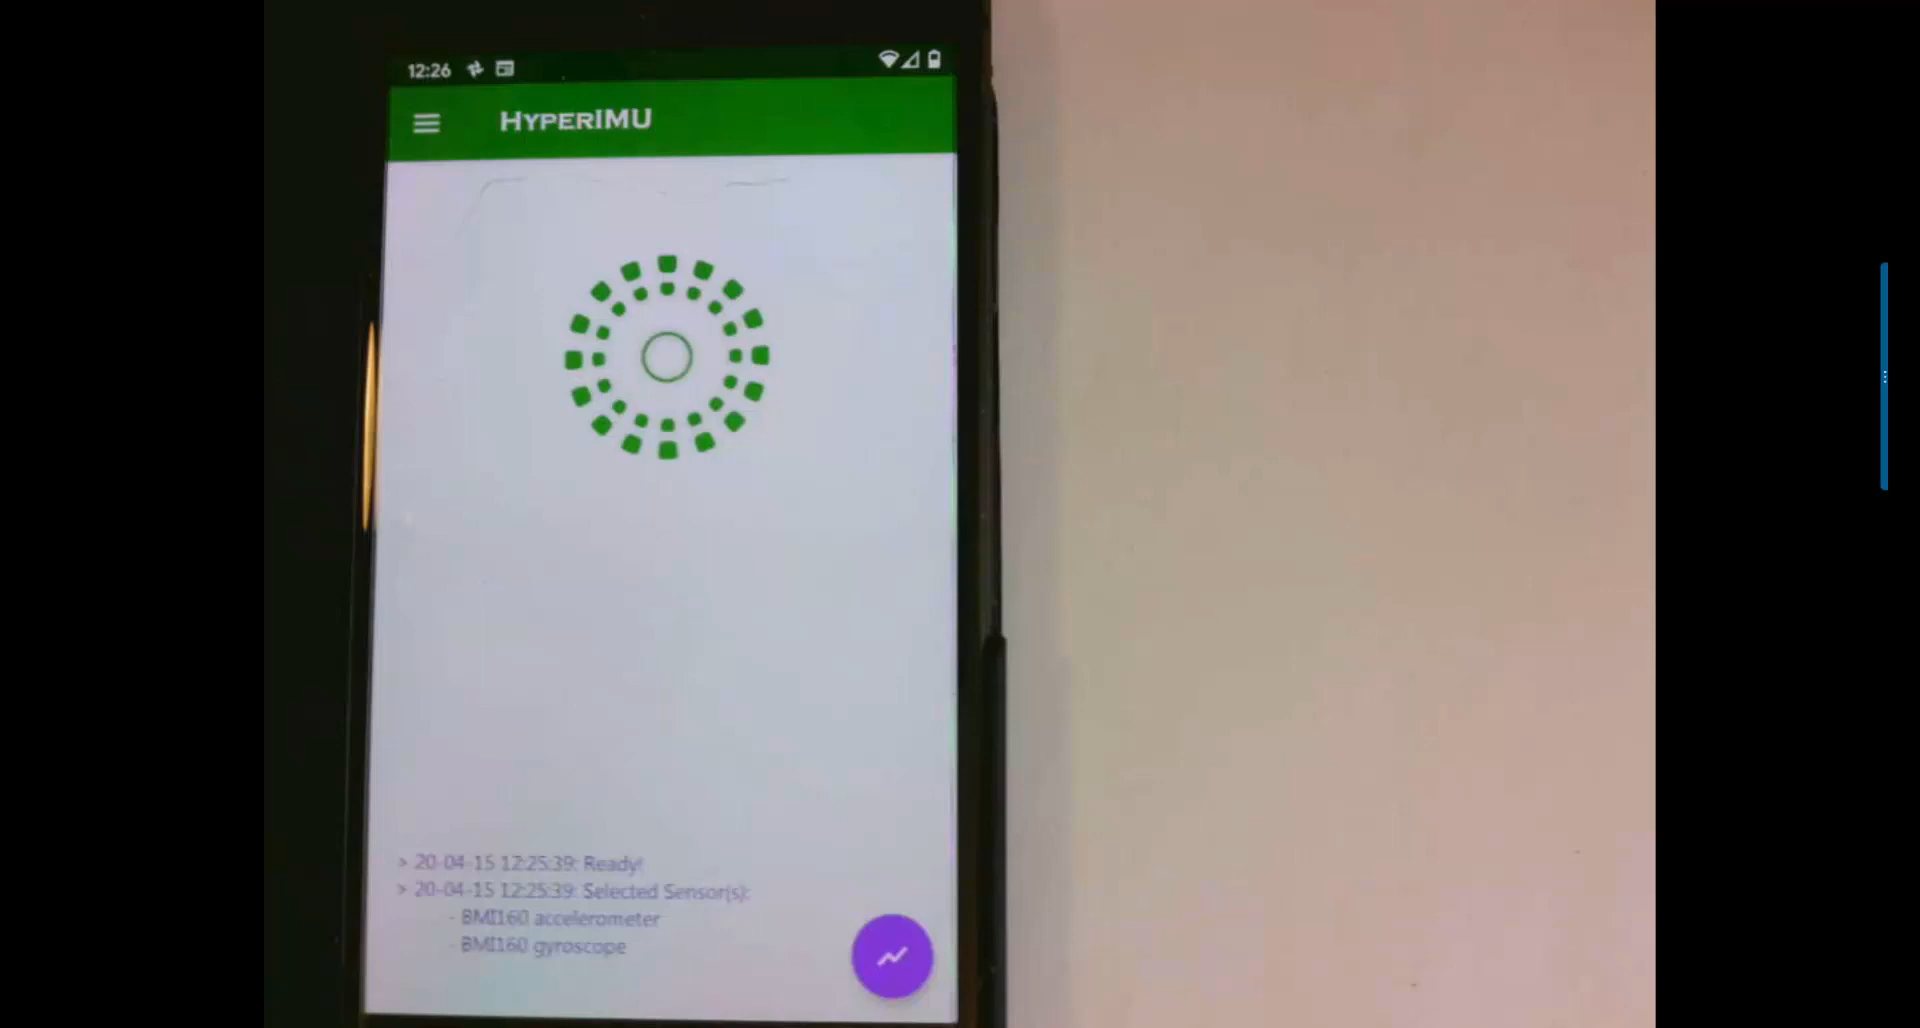 12:26
HYPERIMU
> 20-04-15 12:25:39: Ready!
> 20-04-15 12:25:39: Selected Sensor(s):
- BMI160 accelerometer
- BMI160 gyroscope